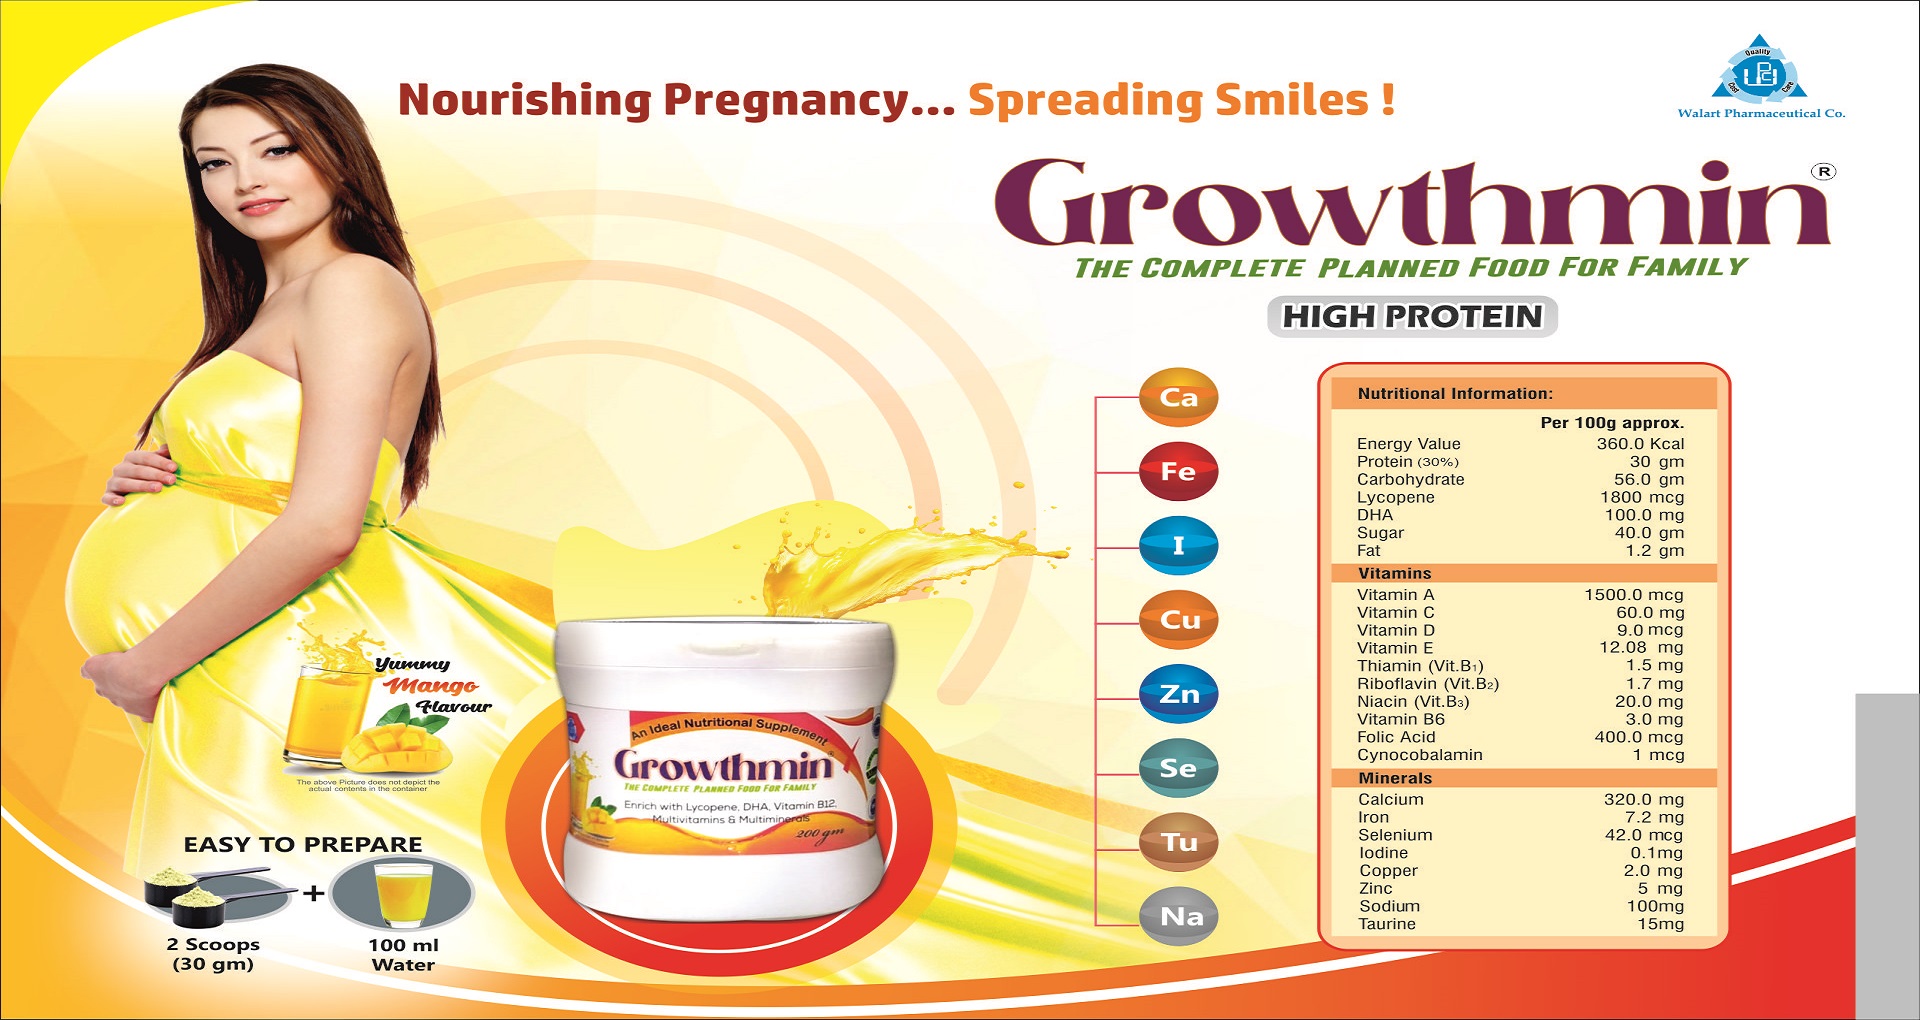 Nourishing Pregnancy... Spreading Smiles !
Quality
Cost
Care
Walart Pharmaceutical Co.
Growthmin ®
THE COMPLETE PLANNED FOOD FOR FAMILY
HIGH PROTEIN
Ca
Fe
I
Cu
Zn
Se
Tu
Na
Nutritional Information:
Per 100g approx.
Energy Value 360.0 Kcal
Protein (30%) 30 gm
Carbohydrate 56.0 gm
Lycopene 1800 mcg
DHA 100.0 mg
Sugar 40.0 gm
Fat 1.2 gm
Vitamins
Vitamin A 1500.0 mcg
Vitamin C 60.0 mg
Vitamin D 9.0 mcg
Vitamin E 12.08 mg
Thiamin (Vit.B1) 1.5 mg
Riboflavin (Vit.B2) 1.7 mg
Niacin (Vit.B3) 20.0 mg
Vitamin B6 3.0 mg
Folic Acid 400.0 mcg
Cynocobalamin 1 mcg
Minerals
Calcium 320.0 mg
Iron 7.2 mg
Selenium 42.0 mcg
Iodine 0.1mg
Copper 2.0 mg
Zinc 5 mg
Sodium 100mg
Taurine 15mg
Yummy
Mango
Flavour
The above Picture does not depict the
actual contents in the container
EASY TO PREPARE
+
2 Scoops
(30 gm)
100 ml
Water
An Ideal Nutritional Supplement
Growthmin ®
THE COMPLETE PLANNED FOOD FOR FAMILY
Enrich with Lycopene, DHA, Vitamin B12,
Multivitamins & Multiminerals
200 gm